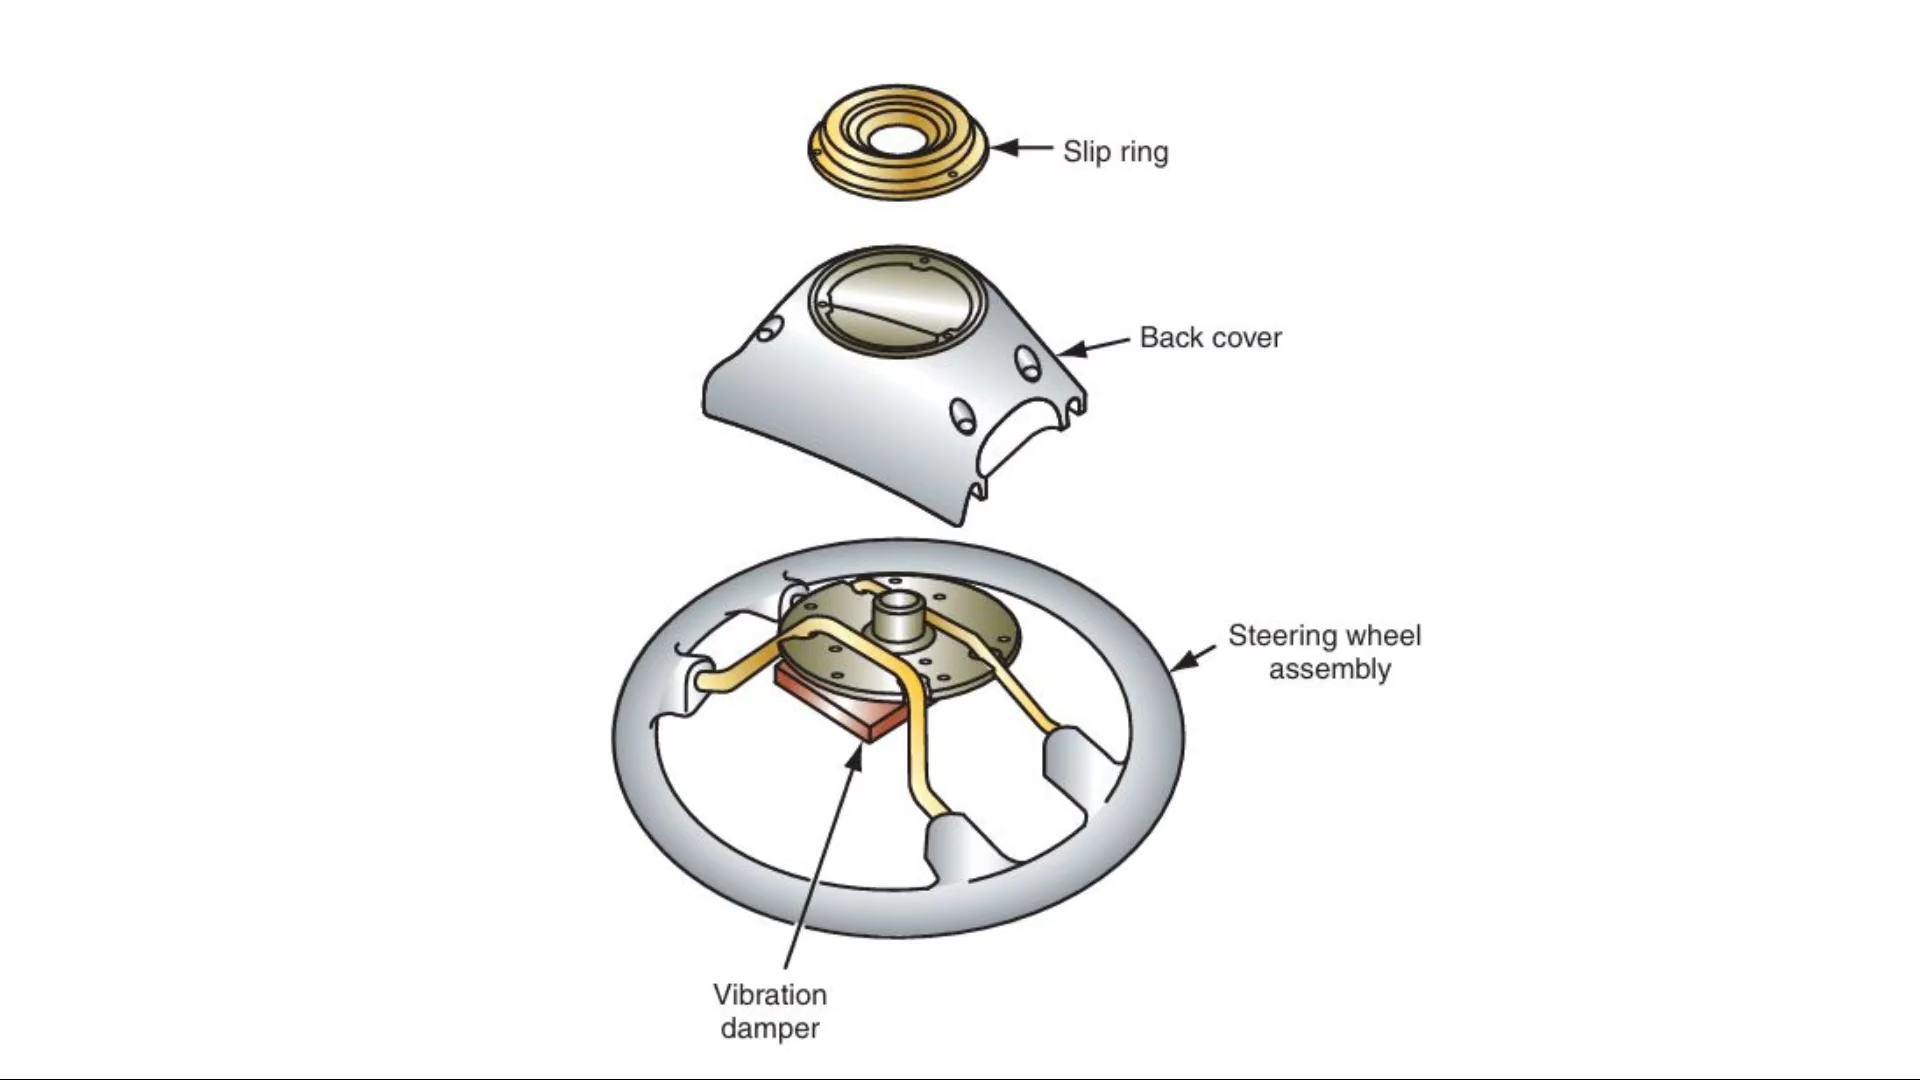 Slip ring
Back cover
Steering wheel
assembly
Vibration
damper